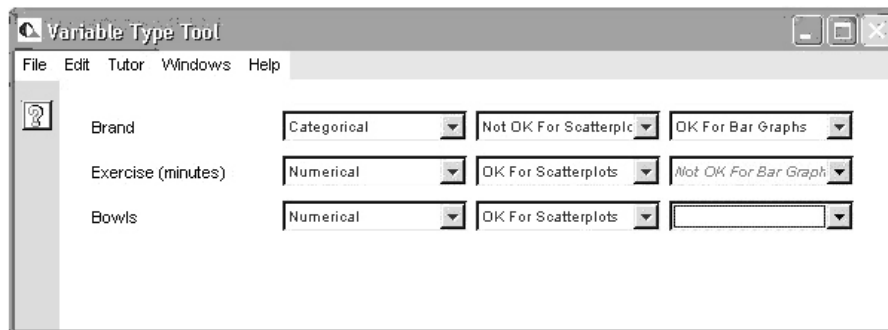 Variable Type Tool
File Edit Tutor Windows Help
Brand Categorical Not OK For Scatterplo OK For Bar Graphs
Exercise (minutes) Numerical OK For Scatterplots Not OK For Bar Graph
Bowls Numerical OK For Scatterplots